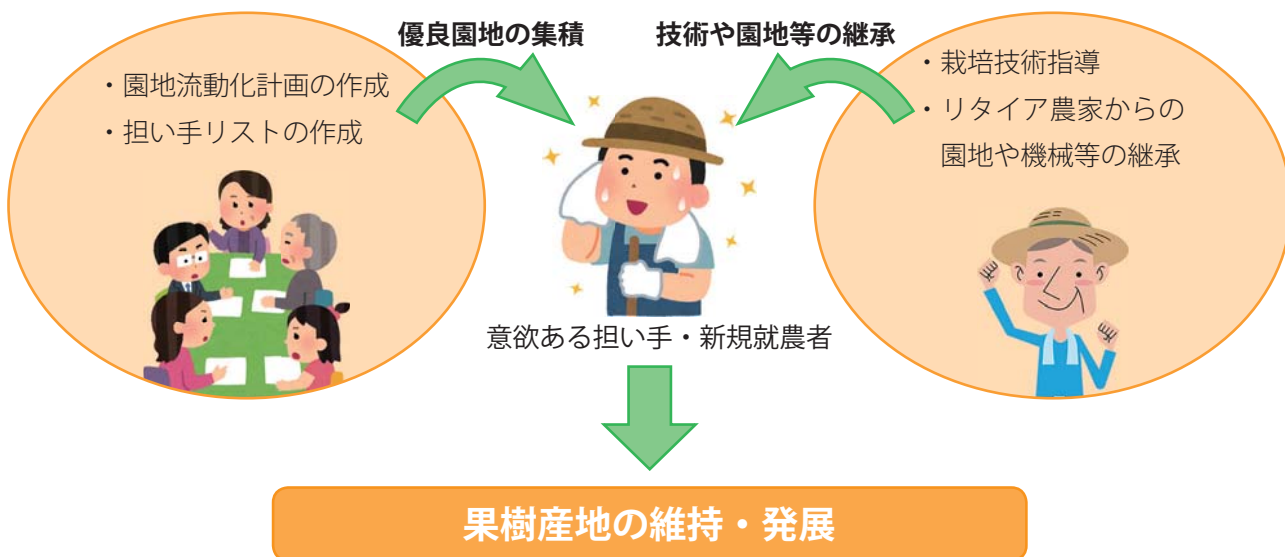 優良園地の集積
技術や園地等の継承
・園地流動化計画の作成
・担い手リストの作成
・栽培技術指導
・リタイア農家からの
園地や機械等の継承
意欲ある担い手・新規就農者
果樹産地の維持・発展